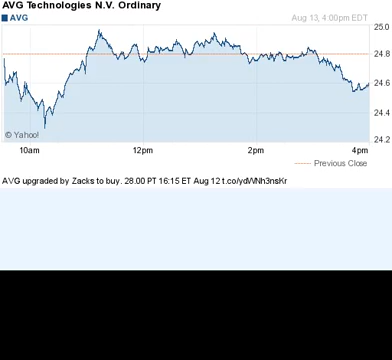 AVG Technologies N.V. Ordinary
AVG
Aug 13, 4:00pm EDT
25.0
24.8
24.6
24.4
24.2
© Yahoo!
10am 12pm 2pm 4pm
Previous Close
AVG upgraded by Zacks to buy. 28.00 PT 16:15 ET Aug 12 t.co/ydWNh3nsKr